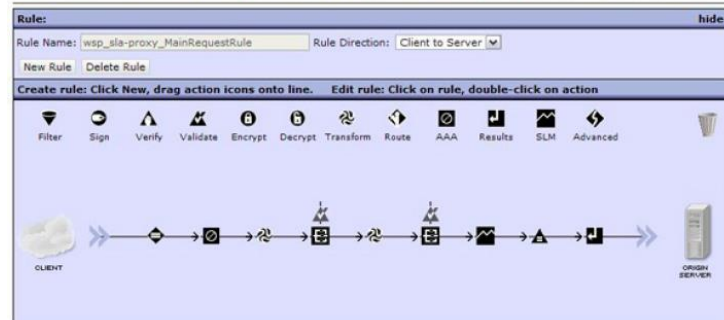 Rule: hide
Rule Name: wsp_sla-proxy_MainRequestRule Rule Direction: Client to Server
New Rule Delete Rule
Create rule: Click New, drag action icons onto line. Edit rule: Click on rule, double-click on action
Filter Sign Verify Validate Encrypt Decrypt Transform Route AAA Results SLM Advanced
CLIENT
ORIGIN
SERVER